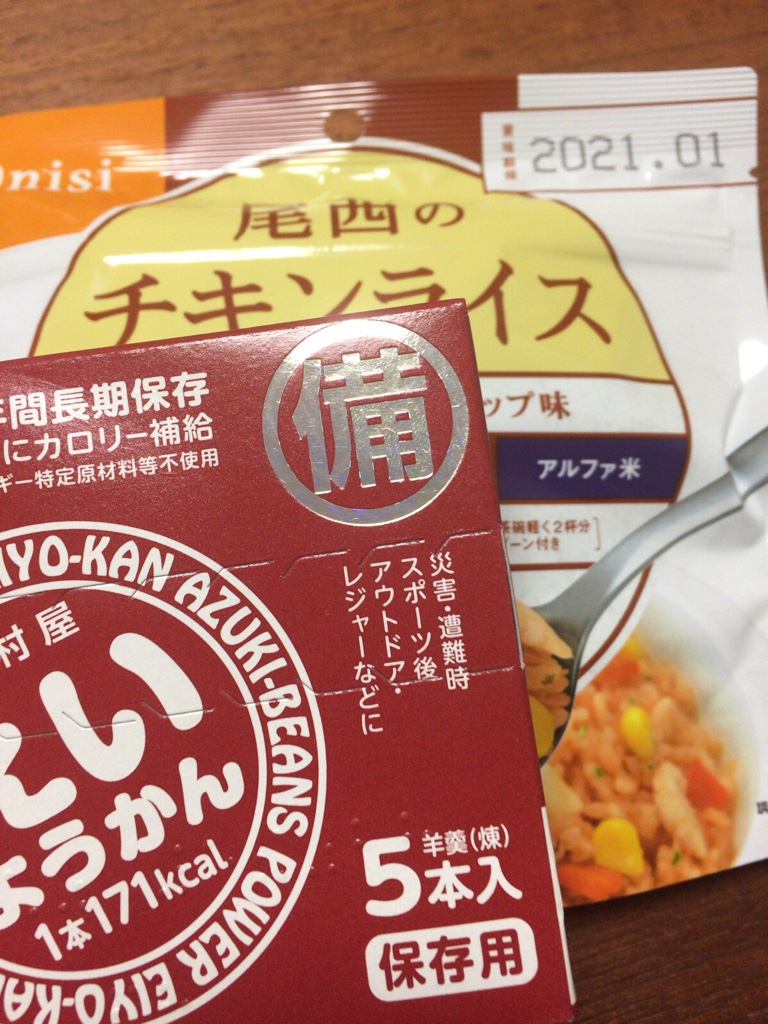 Onisi
賞味期限
2021.01
尾西の
チキンライス
ップ味
アルファ米
茶碗軽く2杯分
ーン付き
年間長期保存
にカロリー補給
ギー特定原材料等不使用
備
災害・遭難時
スポーツ後
アウトドア・
レジャーなどに
IYO-KAN AZUKI-BEANS POWER EIYO-KA
村屋
えい
ようかん
1本171kcal
5本入
羊羹(煉)
保存用